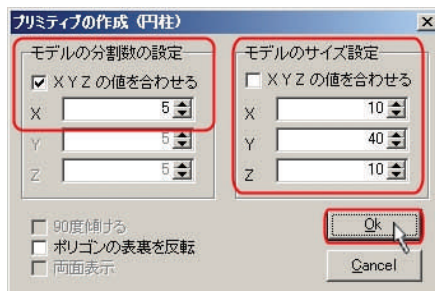 プリミティブの作成（円柱）
モデルの分割数の設定
XYZの値を合わせる
X 5
Y 5
Z 5
モデルのサイズ設定
XYZの値を合わせる
X 10
Y 40
Z 10
90度傾ける
ポリゴンの表裏を反転
両面表示
Ok
Cancel